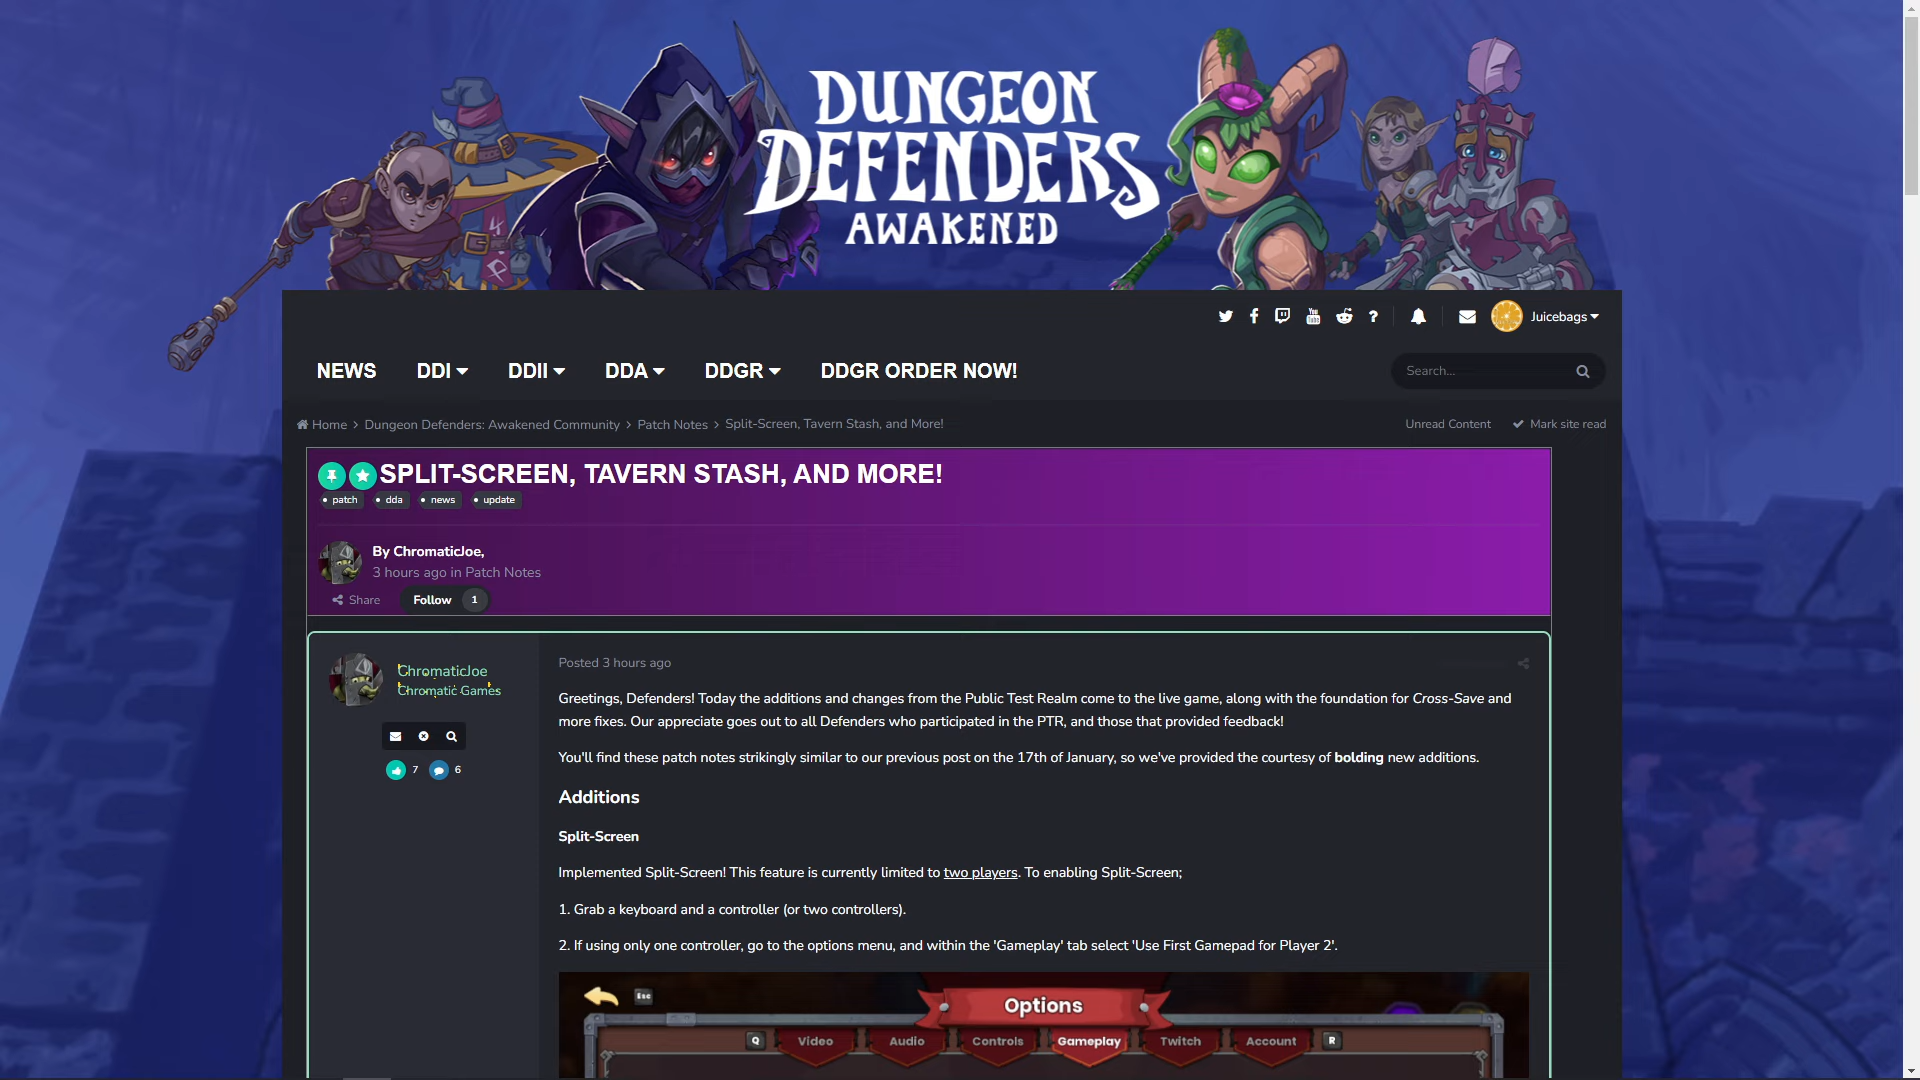 DUNGEON
DEFENDERS
AWAKENED
Juicebags
NEWS DDI DDII DDA DDGR DDGR ORDER NOW!
Search...
Home > Dungeon Defenders: Awakened Community > Patch Notes > Split-Screen, Tavern Stash, and More!
Unread Content Mark site read
SPLIT-SCREEN, TAVERN STASH, AND MORE!
patch dda news update
By ChromaticJoe,
3 hours ago in Patch Notes
Share Follow 1
ChromaticJoe
Chromatic Games
7 6
Posted 3 hours ago
Greetings, Defenders! Today the additions and changes from the Public Test Realm come to the live game, along with the foundation for Cross-Save and
more fixes. Our appreciate goes out to all Defenders who participated in the PTR, and those that provided feedback!
You'll find these patch notes strikingly similar to our previous post on the 17th of January, so we've provided the courtesy of bolding new additions.
Additions
Split-Screen
Implemented Split-Screen! This feature is currently limited to two players. To enabling Split-Screen;
1. Grab a keyboard and a controller (or two controllers).
2. If using only one controller, go to the options menu, and within the 'Gameplay' tab select 'Use First Gamepad for Player 2'.
Esc
Options
Q Video Audio Controls Gameplay Twitch Account R